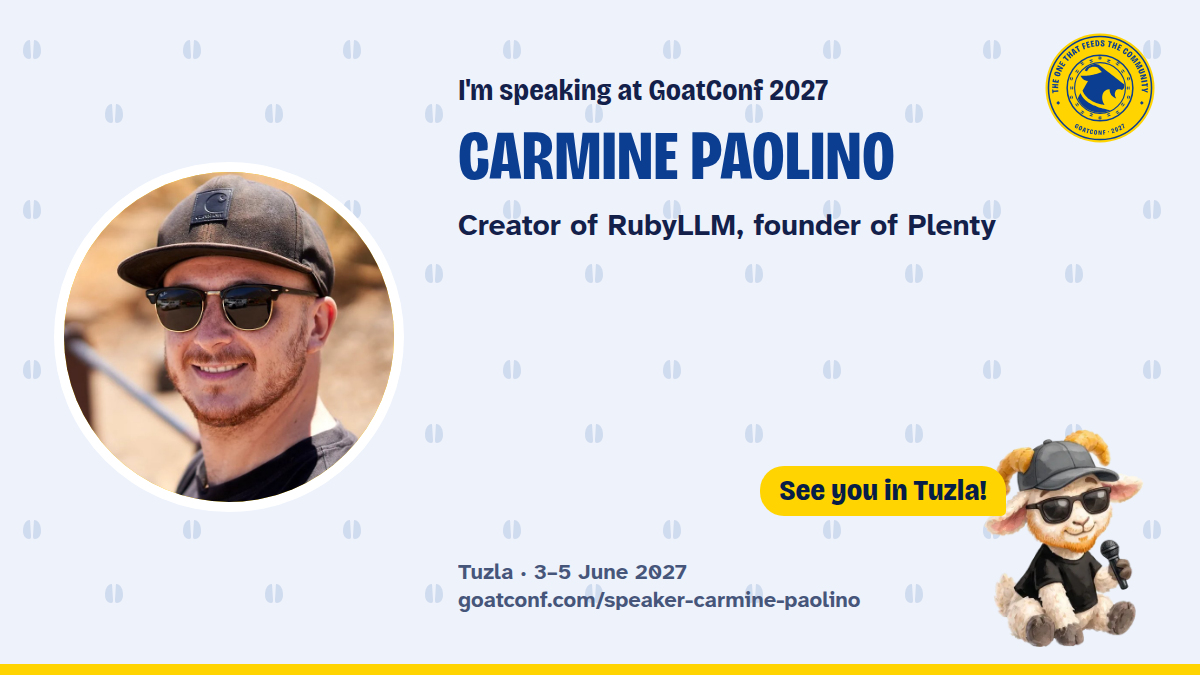 I'm speaking at GoatConf 2027
CARMINE PAOLINO
Creator of RubyLLM, founder of Plenty
THE ONE THAT FEEDS THE COMMUNITY
GOATCONF · 2027
See you in Tuzla!
Tuzla · 3–5 June 2027
goatconf.com/speaker-carmine-paolino